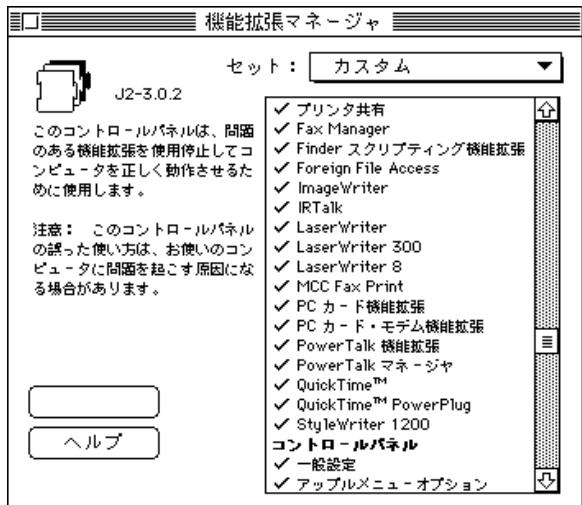 機能拡張マネージャ
セット： カスタム
J2-3.0.2
このコントロールパネルは、問題
のある機能拡張を使用停止してコ
ンピュータを正しく動作させるた
めに使用します。
注意： このコントロールパネル
の誤った使い方は、お使いのコン
ピュータに問題を起こす原因にな
る場合があります。
ヘルプ
✓ プリンタ共有
✓ Fax Manager
✓ Finder スクリプティング機能拡張
✓ Foreign File Access
✓ ImageWriter
✓ IRTalk
✓ LaserWriter
✓ LaserWriter 300
✓ LaserWriter 8
✓ MCC Fax Print
✓ PC カード機能拡張
✓ PC カード・モデム機能拡張
✓ PowerTalk 機能拡張
✓ PowerTalk マネージャ
✓ QuickTime™
✓ QuickTime™ PowerPlug
✓ StyleWriter 1200
コントロールパネル
✓ 一般設定
✓ アップルメニューオプション